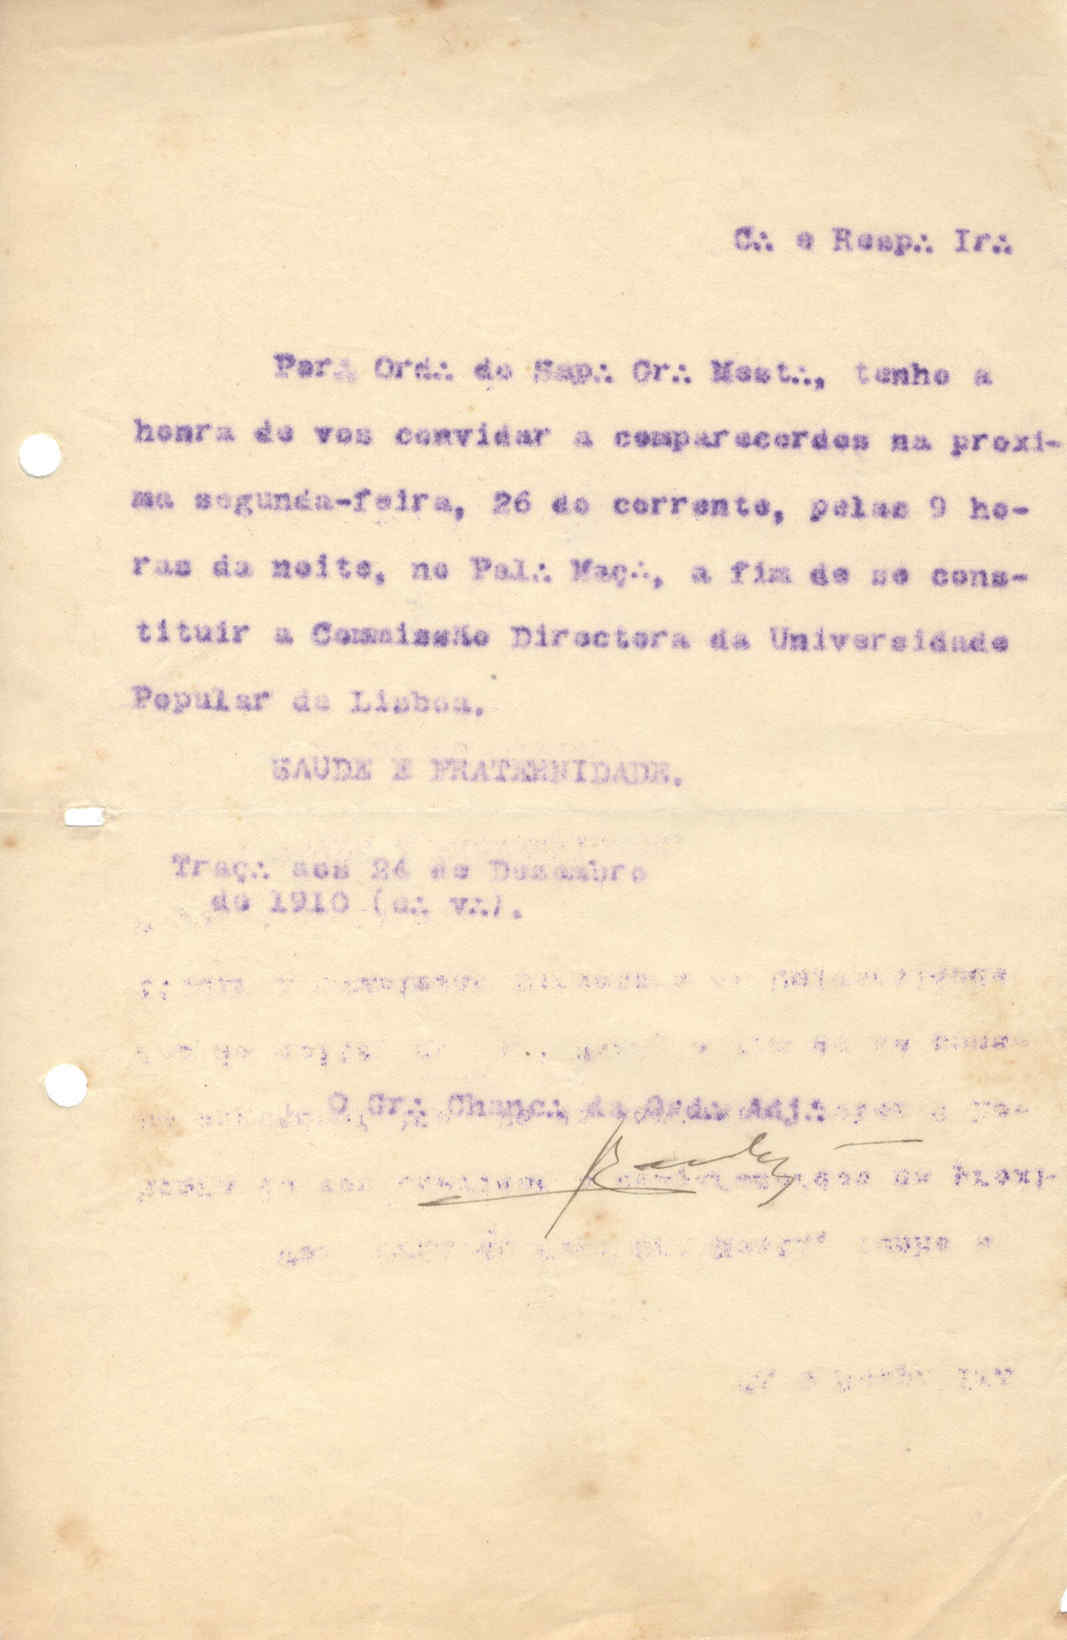 C∴ e Resp∴ Ir∴
Por∴ Ord∴ do Sap∴ Gr∴ Mest∴, tenho a
honra de vos convidar a comparecerdes na proxi-
ma segunda-feira, 26 do corrente, pelas 9 ho-
ras da noite, no Pal∴ Maç∴, a fim de se cons-
tituir a Commissão Directora da Universidade
Popular de Lisboa.
SAUDE E FRATERNIDADE.
Traç∴ aos 24 de Dezembro
de 1910 (e∴ v∴).
O Gr∴ Chanc∴ da Ord∴ Adj∴